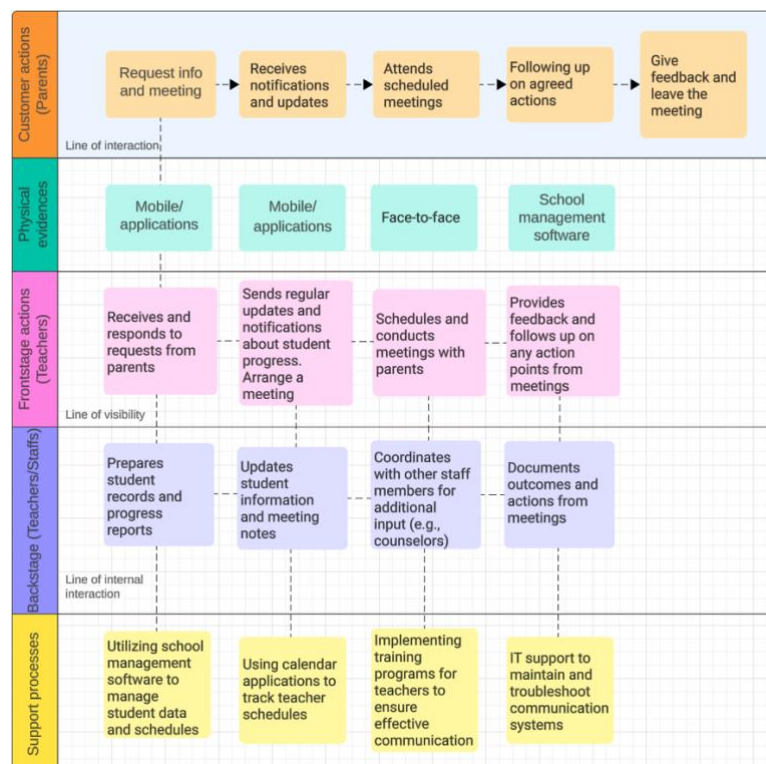 Customer actions
(Parents)
Request info
and meeting
Receives
notifications
and updates
Attends
scheduled
meetings
Following up
on agreed
actions
Give
feedback and
leave the
meeting
Line of interaction
Physical
evidences
Mobile/
applications
Mobile/
applications
Face-to-face
School
management
software
Frontstage actions
(Teachers)
Receives and
responds to
requests from
parents
Sends regular
updates and
notifications
about student
progress.
Arrange a
meeting
Schedules and
conducts
meetings with
parents
Provides
feedback and
follows up on
any action
points from
meetings
Line of visibility
Backstage (Teachers/Staffs)
Prepares
student
records and
progress
reports
Updates
student
information
and meeting
notes
Coordinates
with other staff
members for
additional
input (e.g.,
counselors)
Documents
outcomes and
actions from
meetings
Line of internal
interaction
Support processes
Utilizing school
management
software to
manage
student data
and schedules
Using calendar
applications to
track teacher
schedules
Implementing
training
programs for
teachers to
ensure
effective
communication
IT support to
maintain and
troubleshoot
communication
systems